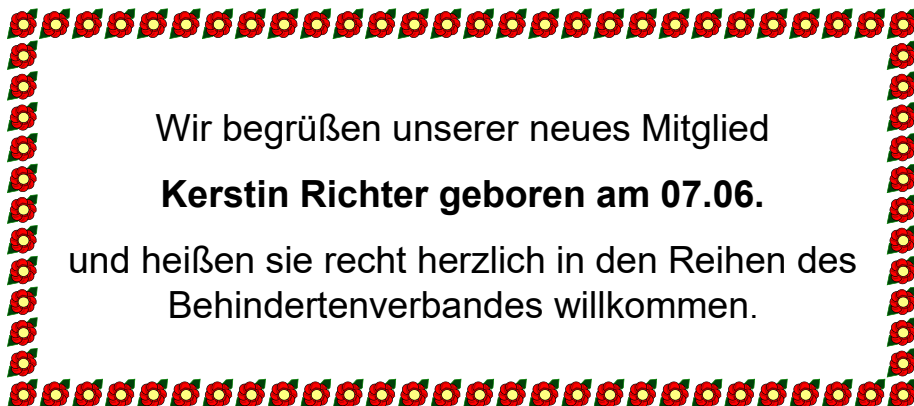 Wir begrüßen unserer neues Mitglied
Kerstin Richter geboren am 07.06.
und heißen sie recht herzlich in den Reihen des
Behindertenverbandes willkommen.